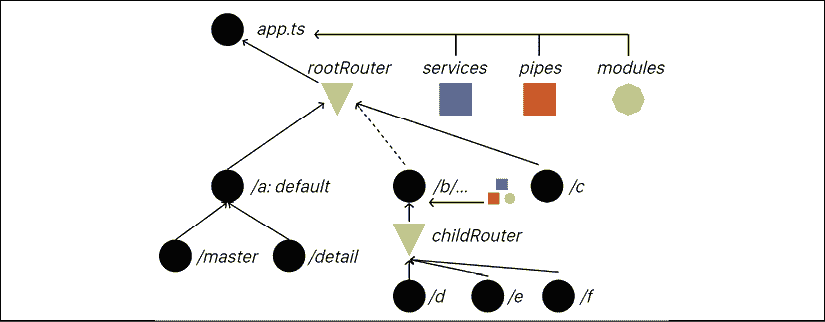 app.ts
rootRouter
services
pipes
modules
/a: default
/b/...
/c
/master
/detail
childRouter
/d
/e
/f